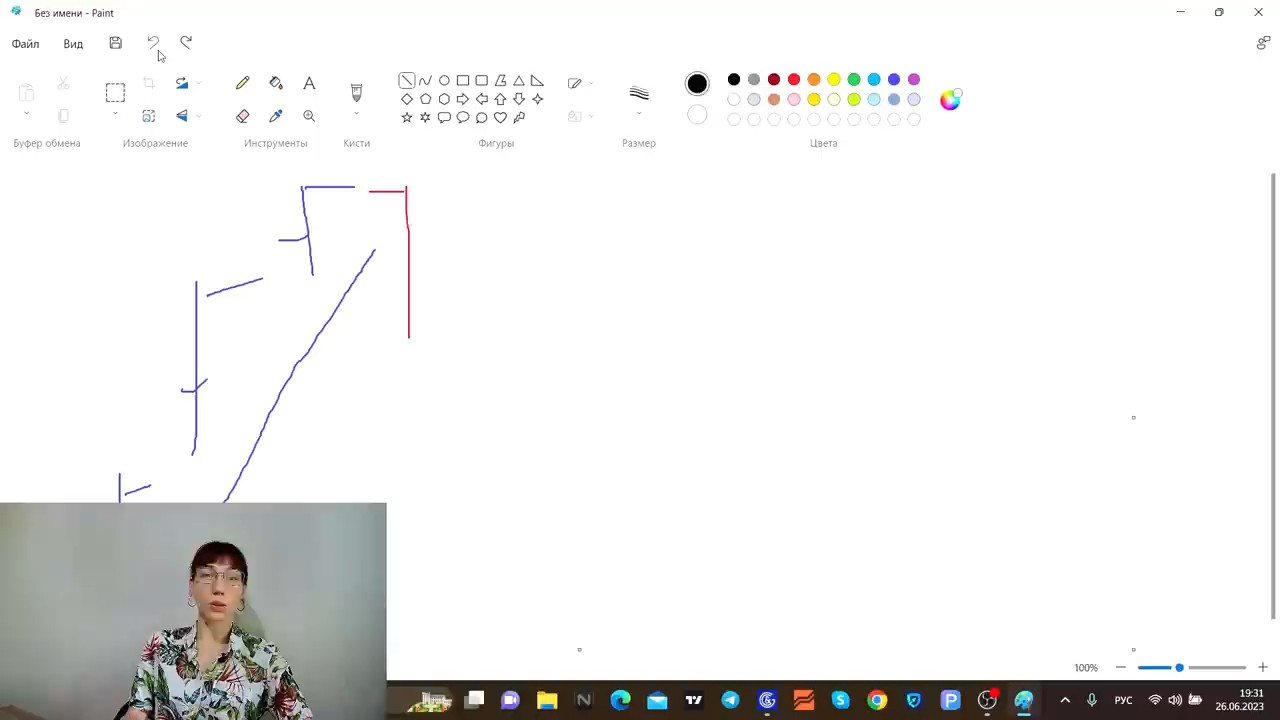 Без имени - Paint
Файл
Вид
Буфер обмена
Изображение
Инструменты
Кисти
Фигуры
Размер
Цвета
100%
РУС
19:31
26.06.2023